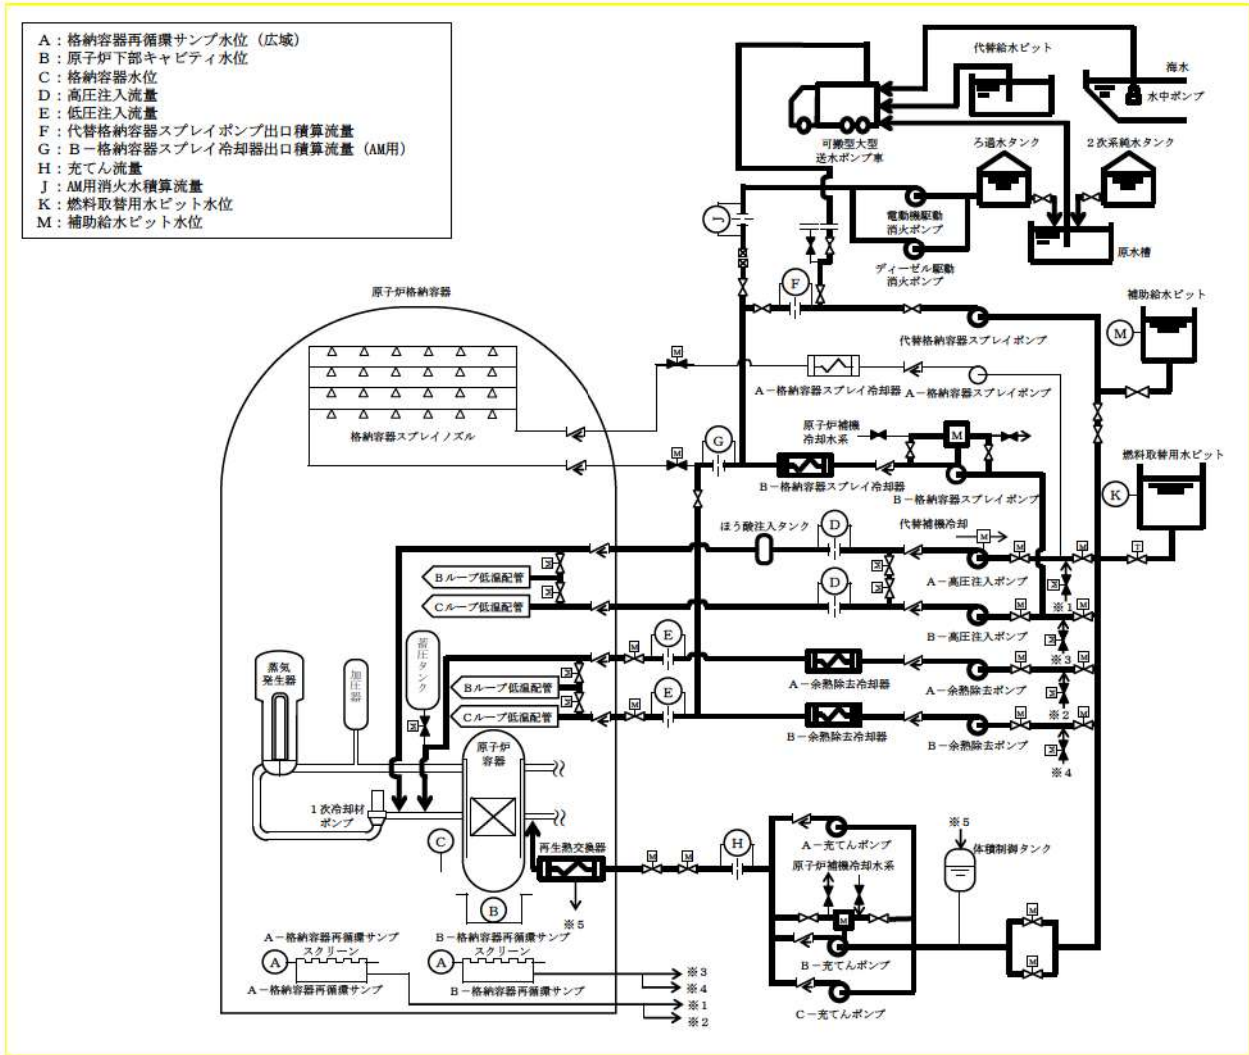 A:格納容器再循環サンプ水位(広域)
B:原子炉下部キャビティ水位
C:格納容器水位
D:高圧注入流量
E:低圧注入流量
F:代替格納容器スプレイポンプ出口積算流量
G:B-格納容器スプレイ冷却器出口積算流量(AM用)
H:充てん流量
J:AM用消火水積算流量
K:燃料取替用水ピット水位
M:補助給水ピット水位
代替給水ピット
海水
水中ポンプ
可搬型大型
送水ポンプ車
ろ過水タンク
2次系純水タンク
J
電動機駆動
消火ポンプ
原水槽
ディーゼル駆動
消火ポンプ
F
原子炉格納容器
補助給水ピット
M
代替格納容器スプレイポンプ
M
A-格納容器スプレイ冷却器
A-格納容器スプレイポンプ
格納容器スプレイノズル
原子炉補機
冷却水系
M
G
M
B-格納容器スプレイ冷却器
B-格納容器スプレイポンプ
燃料取替用水ピット
K
ほう酸注入タンク
D
代替補機冷却
M
M
M
T
A-高圧注入ポンプ
M
※1
M
M
M
M
Bループ低温配管
Cループ低温配管
D
M
M
B-高圧注入ポンプ
M
※3
蓄圧タンク
M
E
M
A-余熱除去冷却器
M
M
A-余熱除去ポンプ
M
※2
蒸気
発生器
加圧器
M
M
Bループ低温配管
Cループ低温配管
M
E
B-余熱除去冷却器
M
M
B-余熱除去ポンプ
M
※4
原子炉
容器
1次冷却材
ポンプ
C
再生熱交換器
※5
M
M
H
A-充てんポンプ
原子炉補機冷却水系
M
B-充てんポンプ
C-充てんポンプ
※5
体積制御タンク
M
M
B
A-格納容器再循環サンプ
スクリーン
A
A-格納容器再循環サンプ
B-格納容器再循環サンプ
スクリーン
A
B-格納容器再循環サンプ
※3
※4
※1
※2